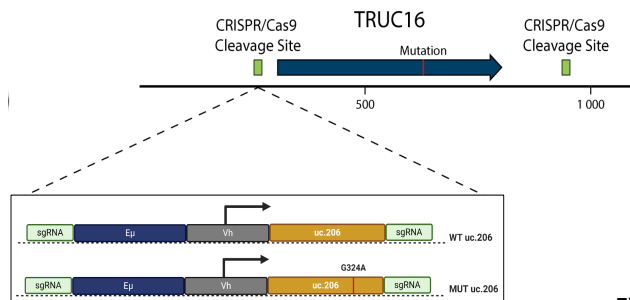 TRUC16
CRISPR/Cas9
Cleavage Site
CRISPR/Cas9
Cleavage Site
Mutation
500
1 000
sgRNA Eμ Vh uc.206 sgRNA WT uc.206
G324A
sgRNA Eμ Vh uc.206 sgRNA MUT uc.206